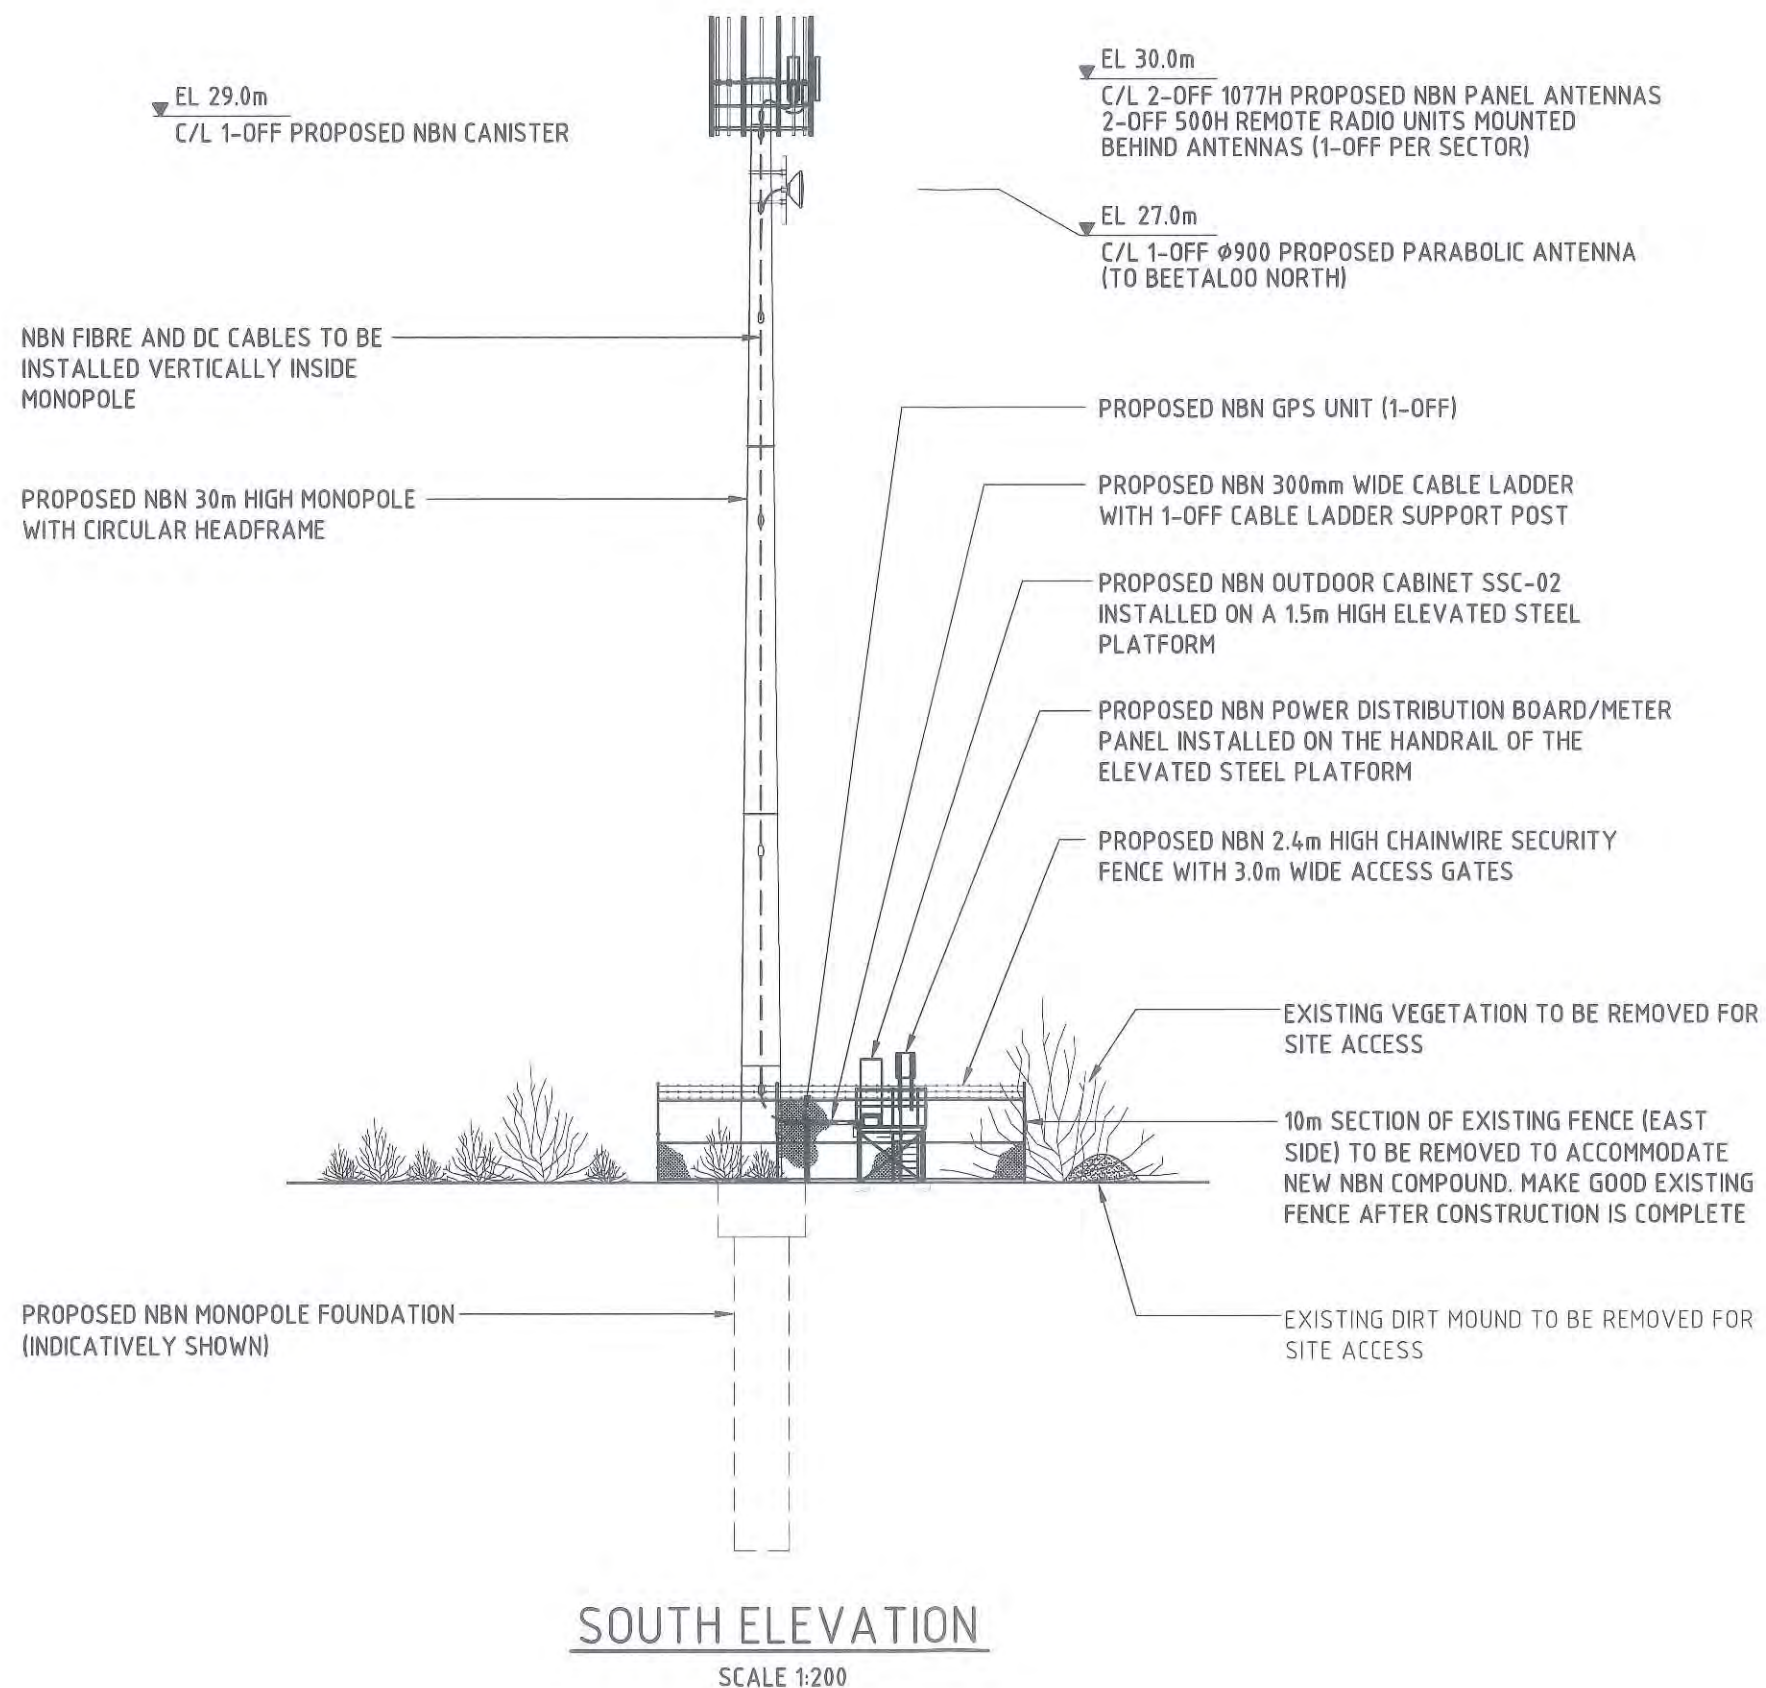 EL 29.0m
C/L 1-OFF PROPOSED NBN CANISTER
EL 30.0m
C/L 2-OFF 1077H PROPOSED NBN PANEL ANTENNAS
2-OFF 500H REMOTE RADIO UNITS MOUNTED
BEHIND ANTENNAS (1-OFF PER SECTOR)
EL 27.0m
C/L 1-OFF ϕ900 PROPOSED PARABOLIC ANTENNA
(TO BEETALOO NORTH)
NBN FIBRE AND DC CABLES TO BE
INSTALLED VERTICALLY INSIDE
MONOPOLE
PROPOSED NBN 30m HIGH MONOPOLE
WITH CIRCULAR HEADFRAME
PROPOSED NBN GPS UNIT (1-OFF)
PROPOSED NBN 300mm WIDE CABLE LADDER
WITH 1-OFF CABLE LADDER SUPPORT POST
PROPOSED NBN OUTDOOR CABINET SSC-02
INSTALLED ON A 1.5m HIGH ELEVATED STEEL
PLATFORM
PROPOSED NBN POWER DISTRIBUTION BOARD/METER
PANEL INSTALLED ON THE HANDRAIL OF THE
ELEVATED STEEL PLATFORM
PROPOSED NBN 2.4m HIGH CHAINWIRE SECURITY
FENCE WITH 3.0m WIDE ACCESS GATES
EXISTING VEGETATION TO BE REMOVED FOR
SITE ACCESS
10m SECTION OF EXISTING FENCE (EAST
SIDE) TO BE REMOVED TO ACCOMMODATE
NEW NBN COMPOUND. MAKE GOOD EXISTING
FENCE AFTER CONSTRUCTION IS COMPLETE
PROPOSED NBN MONOPOLE FOUNDATION
(INDICATIVELY SHOWN)
EXISTING DIRT MOUND TO BE REMOVED FOR
SITE ACCESS
SOUTH ELEVATION
SCALE 1:200